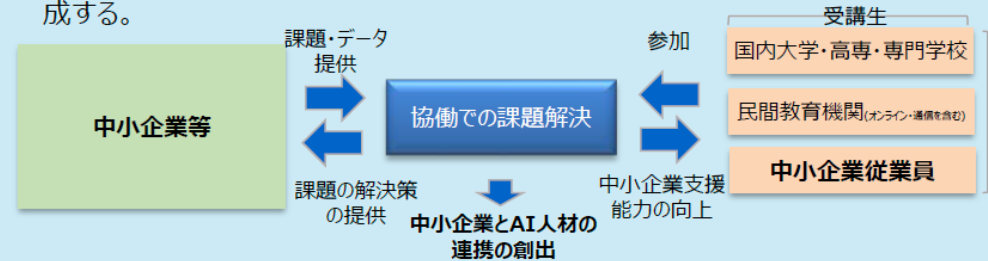 成する。
受講生
課題・データ
提供
参加
国内大学・高専・専門学校
中小企業等
協働での課題解決
民間教育機関(オンライン・通信を含む)
中小企業従業員
課題の解決策
の提供
中小企業支援
能力の向上
中小企業とAI人材の
連携の創出